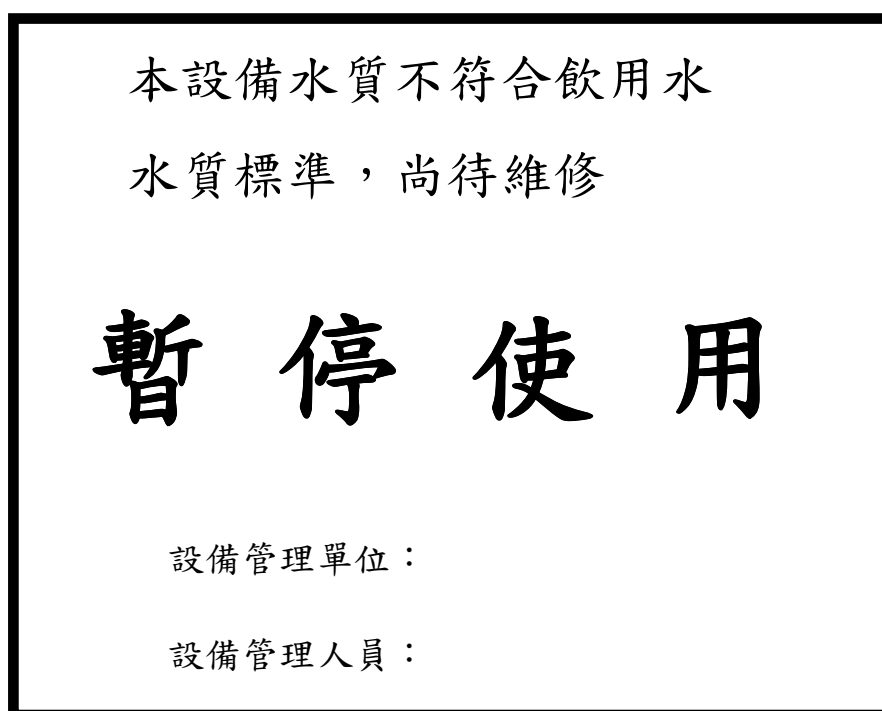 本設備水質不符合飲用水
水質標準，尚待維修
暫停使用
設備管理單位：
設備管理人員：